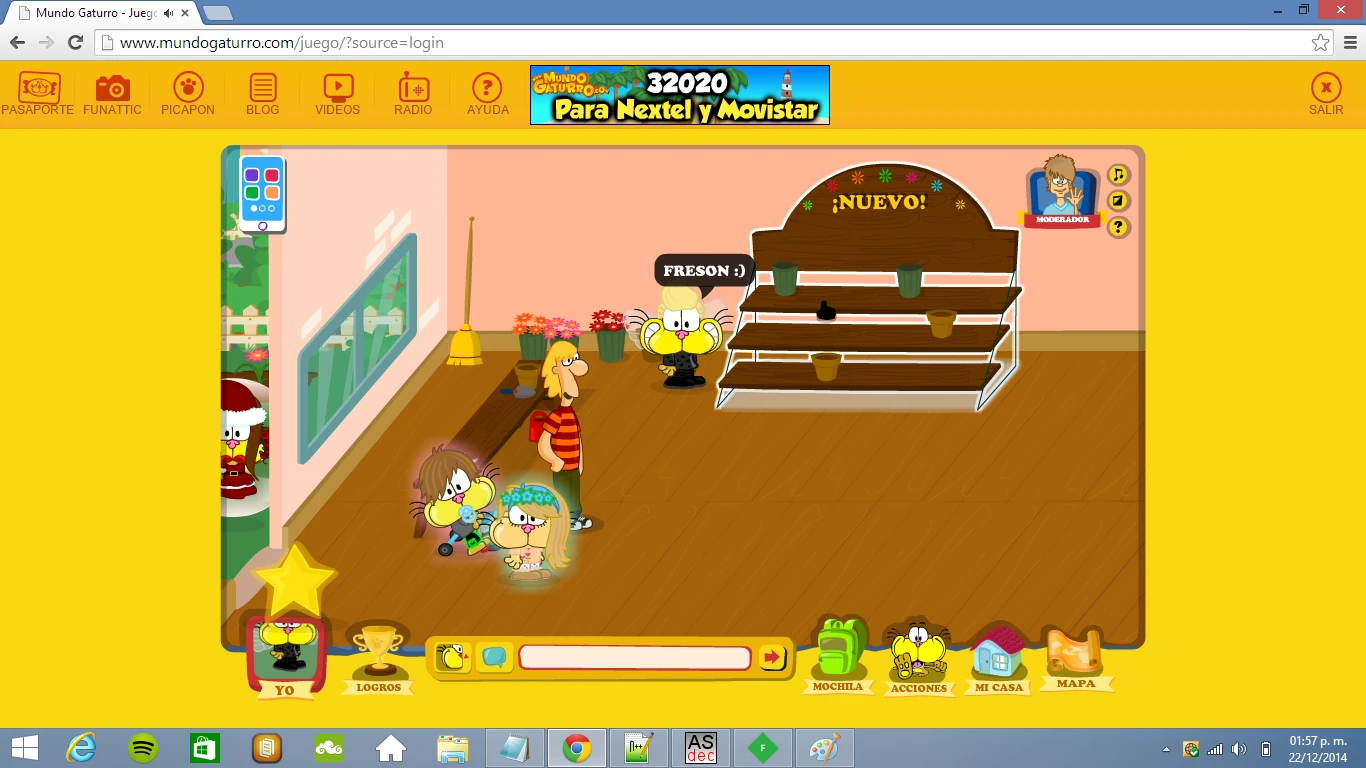 Mundo Gaturro - Juego
www.mundogaturro.com/juego/?source=login
PASAPORTE
FUNATTIC
PICAPON
BLOG
VIDEOS
RADIO
AYUDA
MUNDO
GATURRO
32020
Para Nextel y Movistar
SALIR
¡NUEVO!
MODERADOR
FRESON :)
YO
LOGROS
MOCHILA
ACCIONES
MI CASA
MAPA
AS
dec
F
01:57 p. m.
22/12/2014